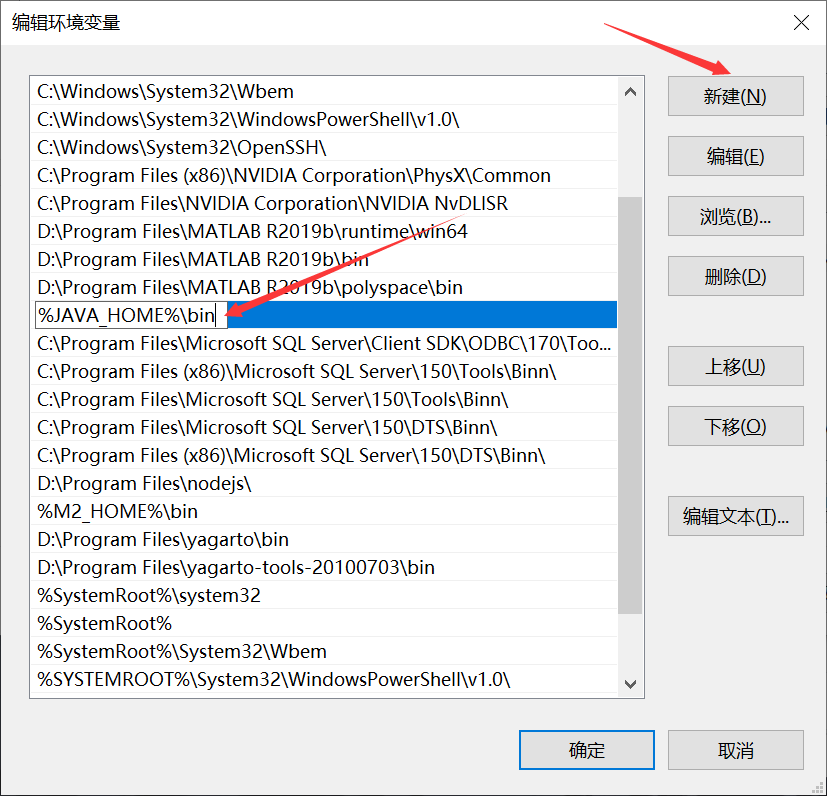 编辑环境变量
C:\Windows\System32\Wbem
C:\Windows\System32\WindowsPowerShell\v1.0\
C:\Windows\System32\OpenSSH\
C:\Program Files (x86)\NVIDIA Corporation\PhysX\Common
C:\Program Files\NVIDIA Corporation\NVIDIA NvDLISR
D:\Program Files\MATLAB R2019b\runtime\win64
D:\Program Files\MATLAB R2019b\bin
D:\Program Files\MATLAB R2019b\polyspace\bin
%JAVA_HOME%\bin
C:\Program Files\Microsoft SQL Server\Client SDK\ODBC\170\Too...
C:\Program Files (x86)\Microsoft SQL Server\150\Tools\Binn\
C:\Program Files\Microsoft SQL Server\150\Tools\Binn\
C:\Program Files\Microsoft SQL Server\150\DTS\Binn\
C:\Program Files (x86)\Microsoft SQL Server\150\DTS\Binn\
D:\Program Files\nodejs\
%M2_HOME%\bin
D:\Program Files\yagarto\bin
D:\Program Files\yagarto-tools-20100703\bin
%SystemRoot%\system32
%SystemRoot%
%SystemRoot%\System32\Wbem
%SYSTEMROOT%\System32\WindowsPowerShell\v1.0\
新建(N)
编辑(E)
浏览(B)...
删除(D)
上移(U)
下移(O)
编辑文本(T)...
确定
取消